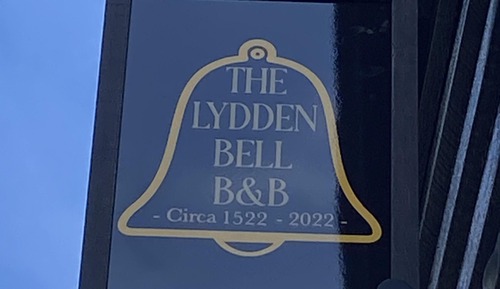 THE
LYDDEN
BELL
B&B
- Circa 1522 - 2022 -